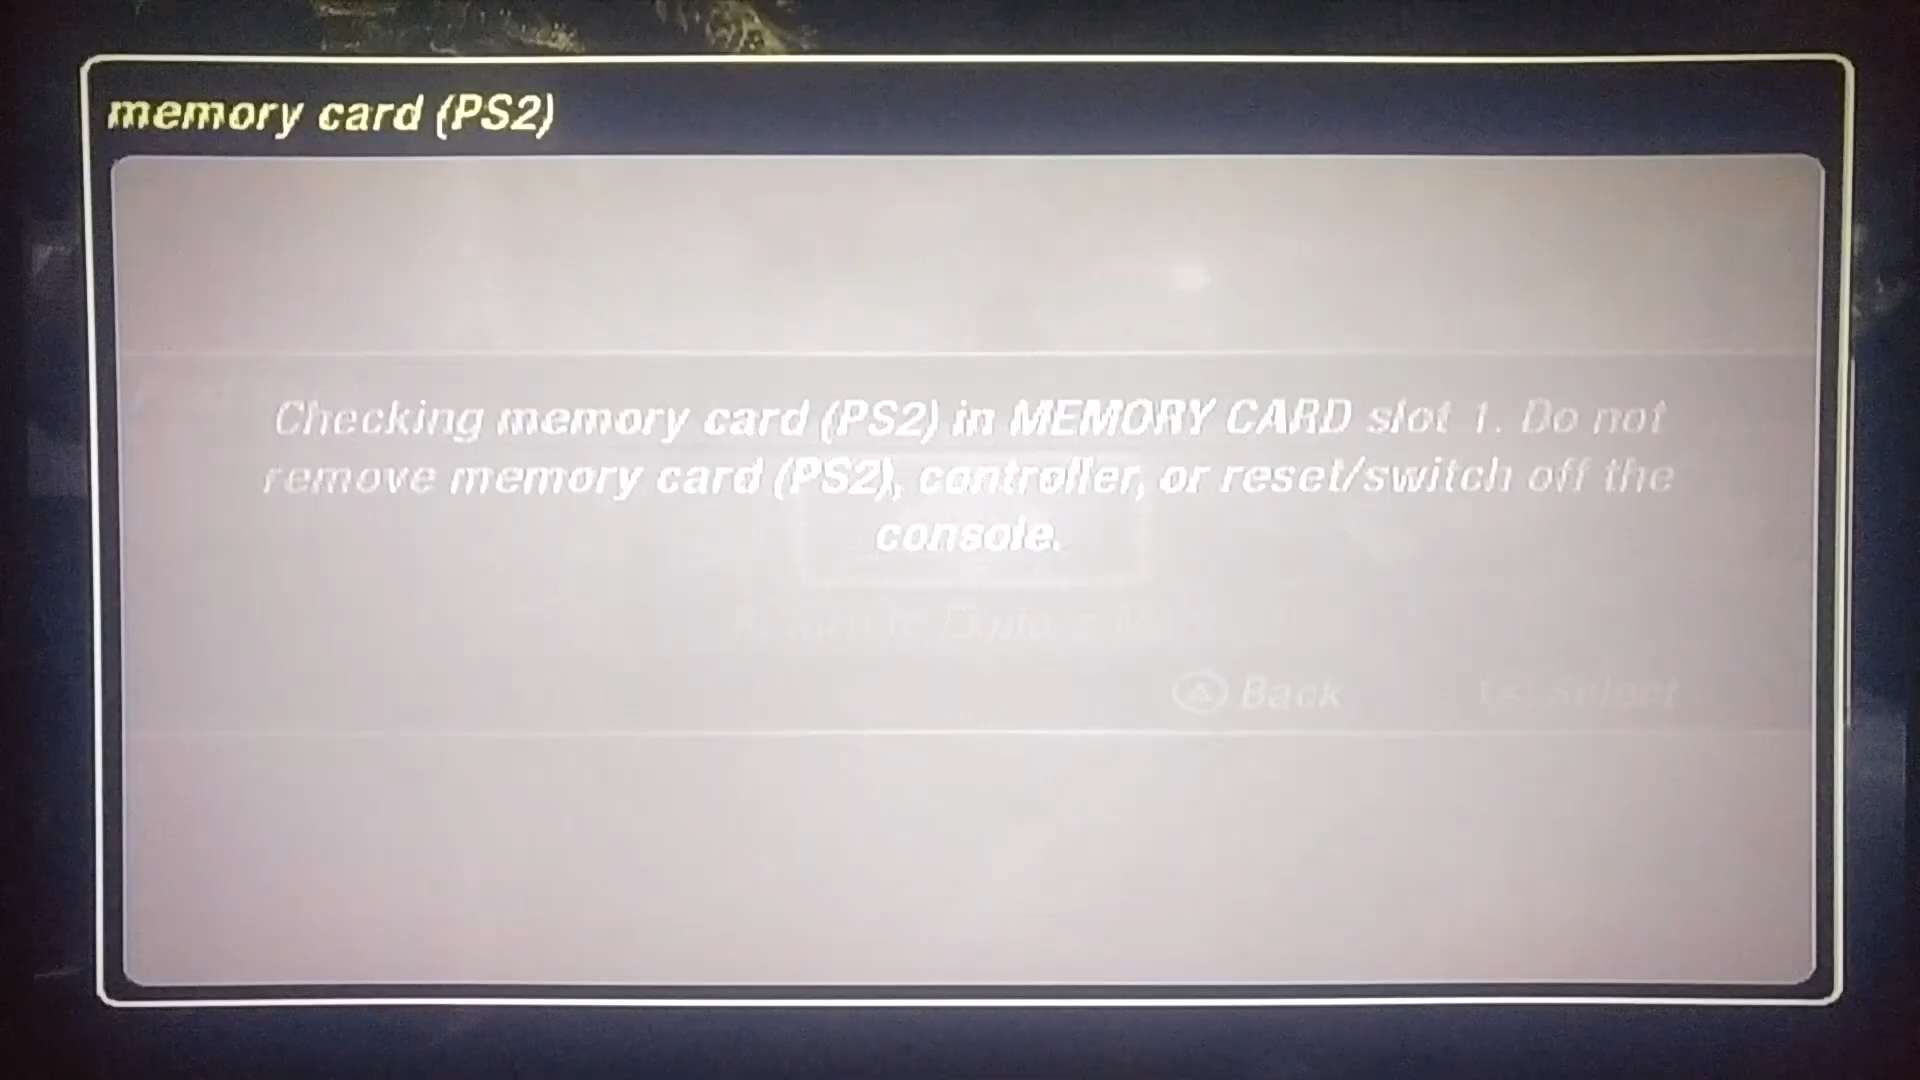 memory card (PS2)
Checking memory card (PS2) in MEMORY CARD slot 1. Do not
remove memory card (PS2), controller, or reset/switch off the
console.
Back Select